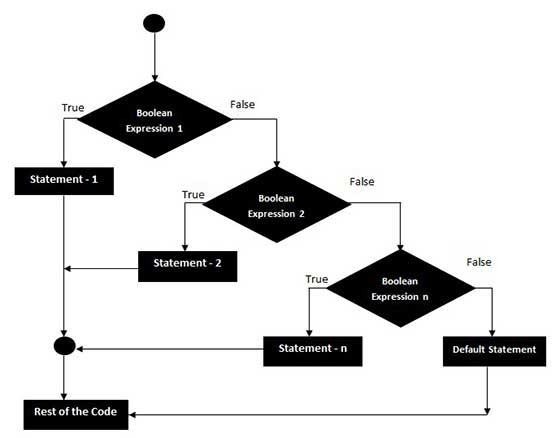 True
Boolean
Expression 1
False
Statement - 1
True
Boolean
Expression 2
False
Statement - 2
True
Boolean
Expression n
False
Statement - n
Default Statement
Rest of the Code